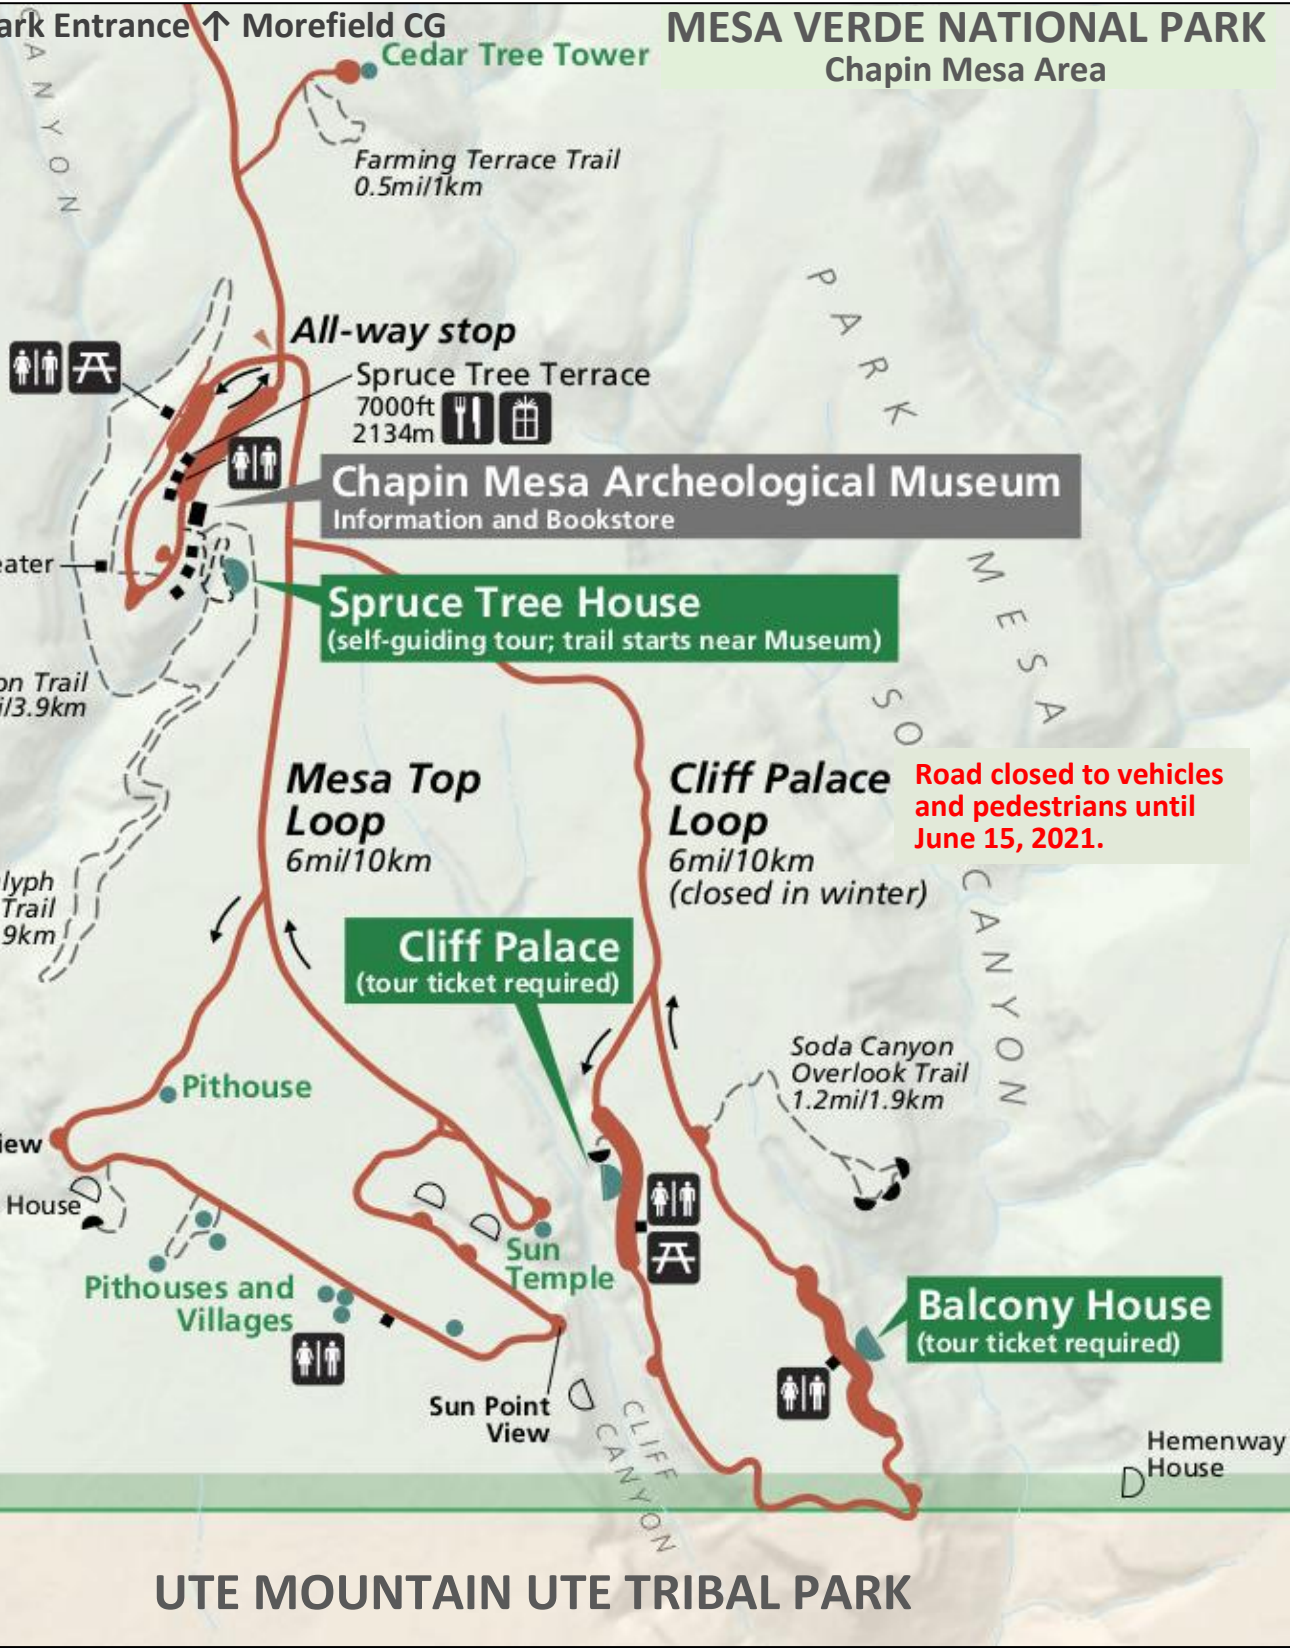 ark Entrance ↑ Morefield CG
MESA VERDE NATIONAL PARK
Chapin Mesa Area
CANYON
Cedar Tree Tower
Farming Terrace Trail
0.5mi/1km
PARK MESA
All-way stop
Spruce Tree Terrace
7000ft
2134m
Chapin Mesa Archeological Museum
Information and Bookstore
eater
Spruce Tree House
(self-guiding tour; trail starts near Museum)
on Trail
i/3.9km
SODA CANYON
Mesa Top
Loop
6mi/10km
Cliff Palace
Loop
6mi/10km
(closed in winter)
Road closed to vehicles
and pedestrians until
June 15, 2021.
lyph
Trail
9km
Cliff Palace
(tour ticket required)
Soda Canyon
Overlook Trail
1.2mi/1.9km
Pithouse
iew
House
Sun
Temple
Pithouses and
Villages
Balcony House
(tour ticket required)
Sun Point
View
CLIFF
CANYON
Hemenway
House
UTE MOUNTAIN UTE TRIBAL PARK